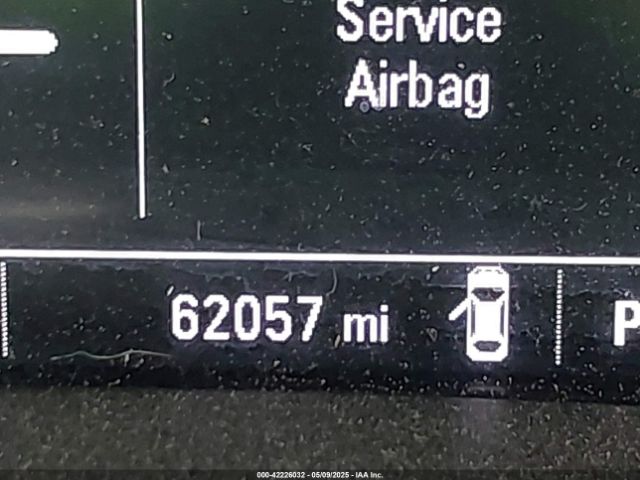 Service
Airbag
62057 mi
P
000-42226032 - 05/09/2025 - IAA Inc.